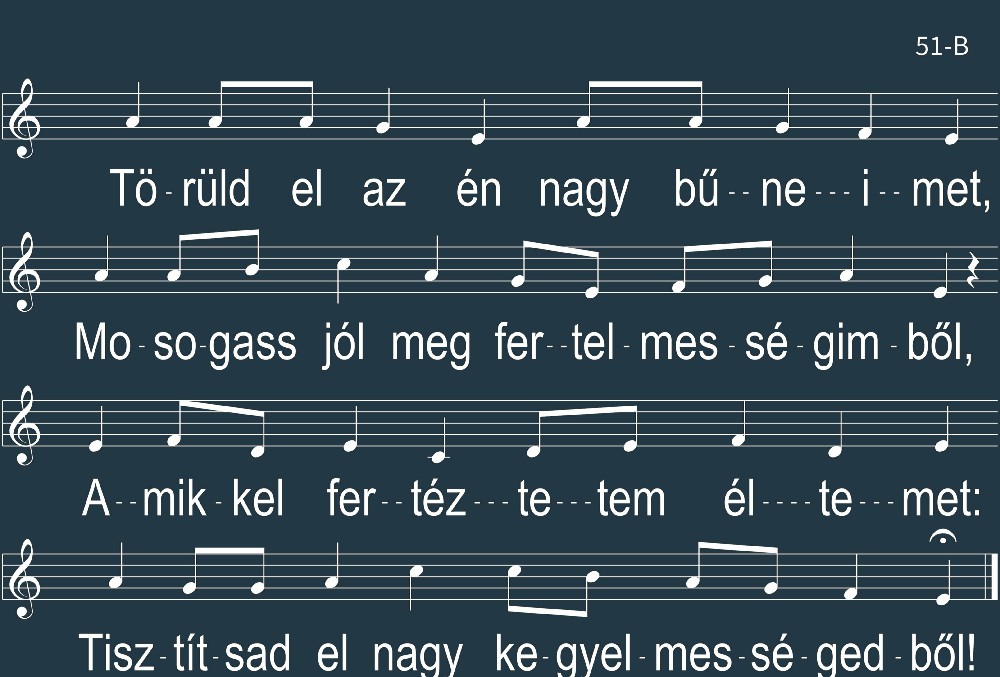 51-B
Tö - rüld el az én nagy bű - - ne - - - i - - met,
Mo - so - gass jól meg fer - - tel - mes - sé - gim - ből,
A - - mik - kel fer - - téz - - - te - - - tem él - - - - te - - - met:
Tisz - tít - sad el nagy ke - gyel - mes - sé - ged - ből!